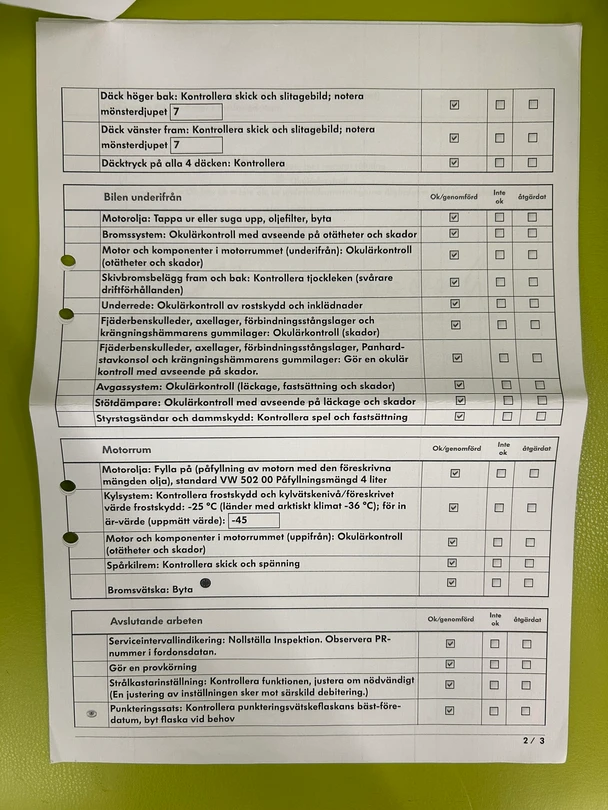 Däck höger bak: Kontrollera skick och slitagebild; notera
mönsterdjupet 7
Däck vänster fram: Kontrollera skick och slitagebild; notera
mönsterdjupet 7
Däcktryck på alla 4 däcken: Kontrollera
Bilen underifrån Ok/genomförd Inte ok åtgärdat
Motorolja: Tappa ur eller suga upp, oljefilter, byta
Bromssystem: Okulärkontroll med avseende på otätheter och skador
Motor och komponenter i motorrummet (underifrån): Okulärkontroll
(otätheter och skador)
Skivbromsbelägg fram och bak: Kontrollera tjockleken (svårare
driftförhållanden)
Underrede: Okulärkontroll av rostskydd och inklädnader
Fjäderbenskulleder, axellager, förbindningsstångslager och
krängningshämmarens gummilager: Okulärkontroll (skador)
Fjäderbenskulleder, axellager, förbindningsstångslager, Panhard-
stavkonsol och krängningshämmarens gummilager: Gör en okulär
kontroll med avseende på skador.
Avgassystem: Okulärkontroll (läckage, fastsättning och skador)
Stötdämpare: Okulärkontroll med avseende på läckage och skador
Styrstagsändar och dammskydd: Kontrollera spel och fastsättning
Motorrum Ok/genomförd Inte ok åtgärdat
Motorolja: Fylla på (påfyllning av motorn med den föreskrivna
mängden olja), standard VW 502 00 Påfyllningsmängd 4 liter
Kylsystem: Kontrollera frostskydd och kylvätskenivå/föreskrivet
värde frostskydd: -25 °C (länder med arktiskt klimat -36 °C); för in
är-värde (uppmätt värde): -45
Motor och komponenter i motorrummet (uppifrån): Okulärkontroll
(otätheter och skador)
Spårkilrem: Kontrollera skick och spänning
Bromsvätska: Byta
Avslutande arbeten Ok/genomförd Inte ok åtgärdat
Serviceintervallindikering: Nollställa Inspektion. Observera PR-
nummer i fordonsdatan.
Gör en provkörning
Strålkastarinställning: Kontrollera funktionen, justera om nödvändigt
(En justering av inställningen sker mot särskild debitering.)
Punkteringssats: Kontrollera punkteringsvätskeflaskans bäst-före-
datum, byt flaska vid behov
2 / 3